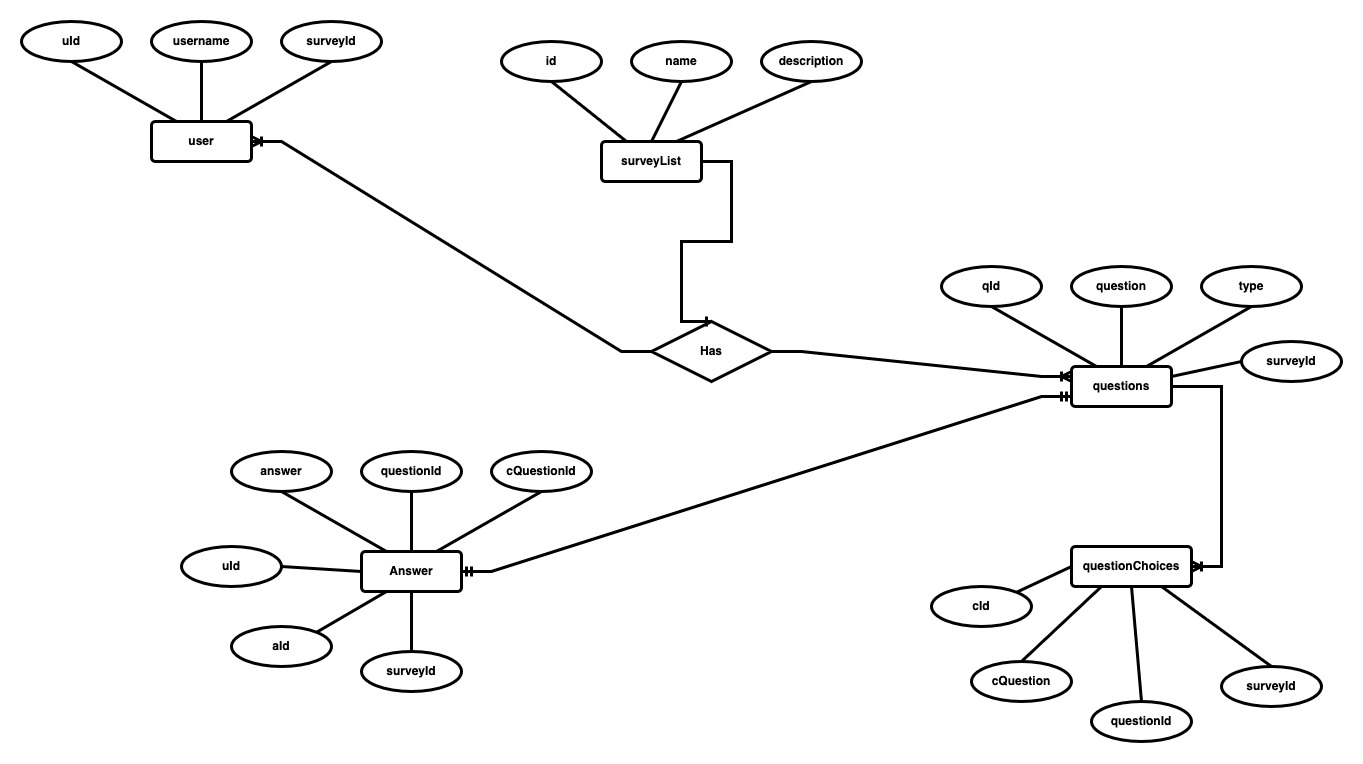 uId
username
surveyId
id
name
description
user
surveyList
qId
question
type
Has
surveyId
questions
answer
questionId
cQuestionId
uId
Answer
questionChoices
cId
aId
surveyId
cQuestion
surveyId
questionId